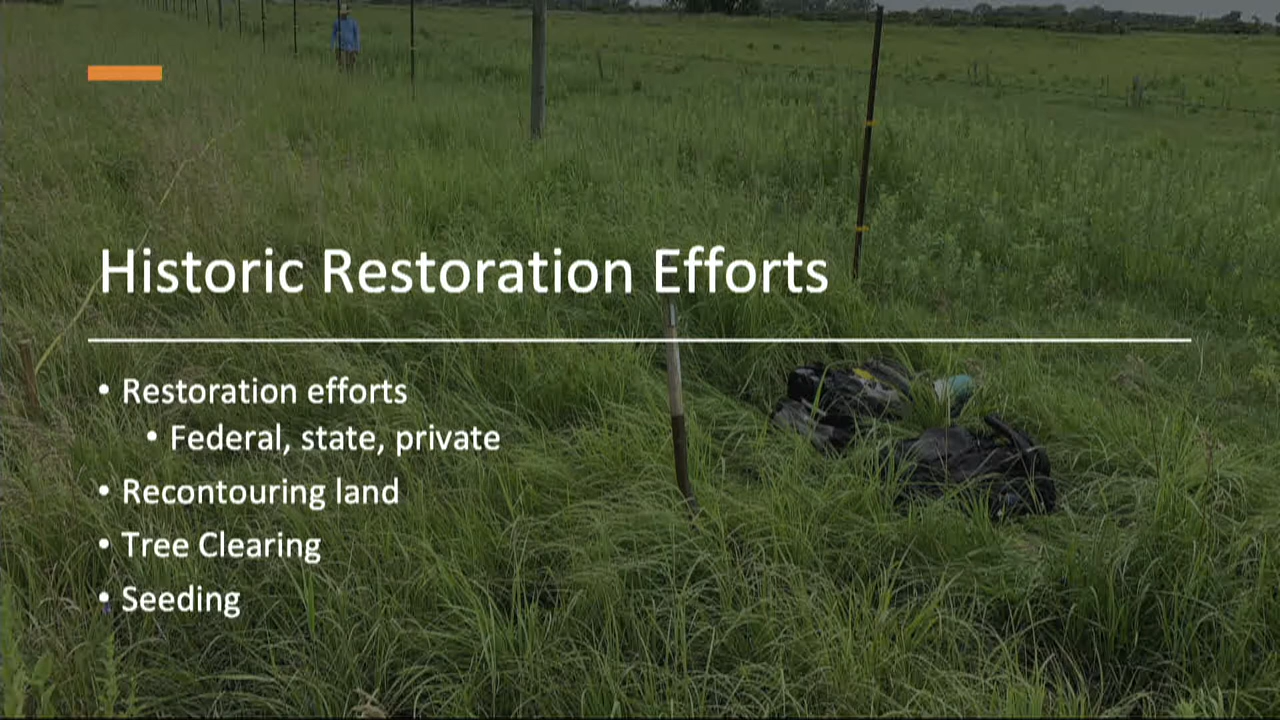 Historic Restoration Efforts
• Restoration efforts
• Federal, state, private
• Recontouring land
• Tree Clearing
• Seeding